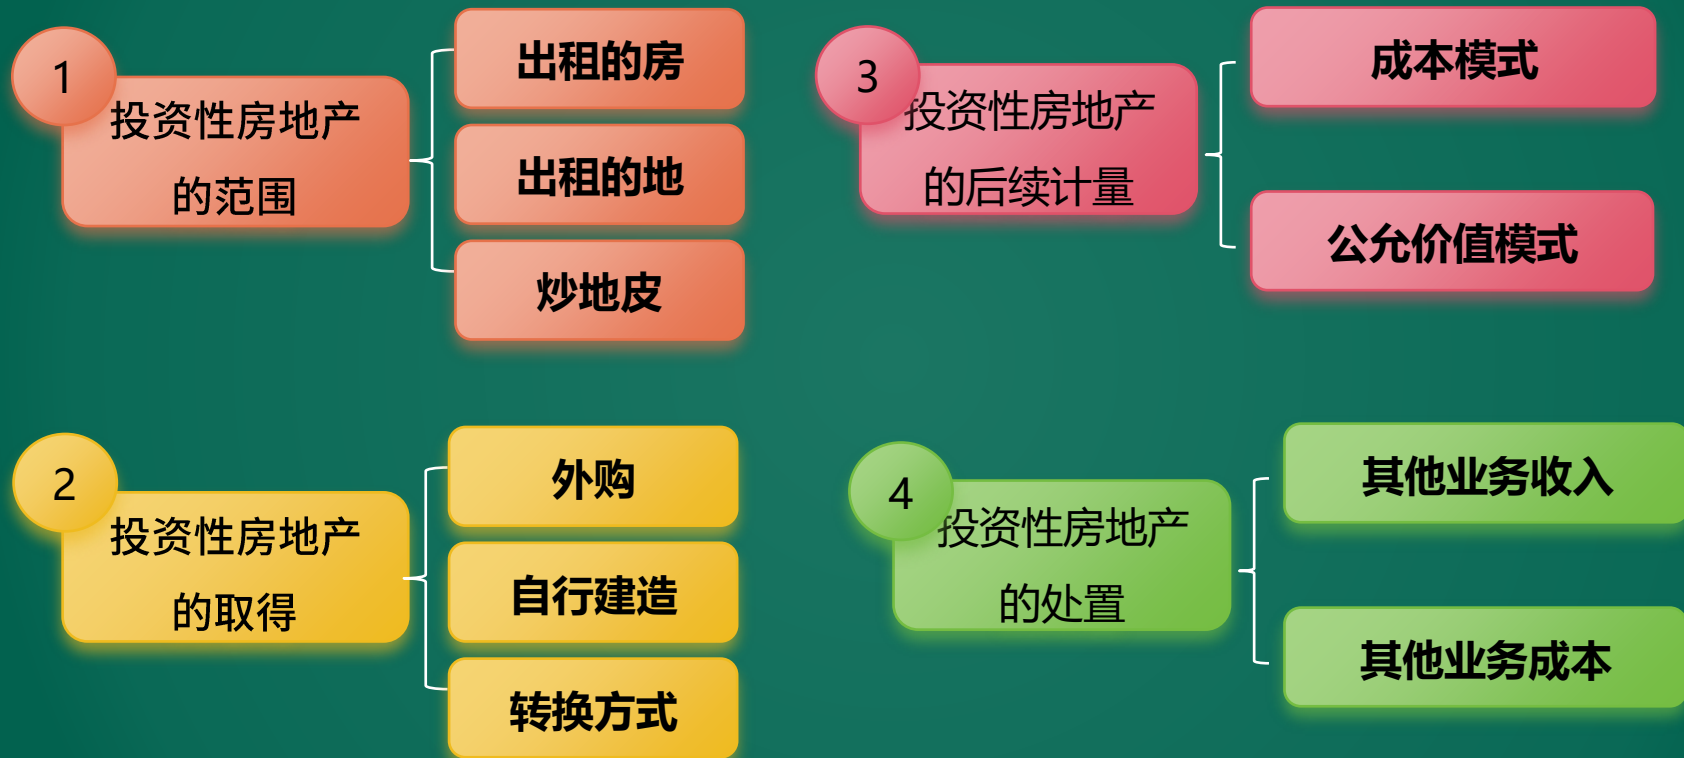 1
投资性房地产
的范围
出租的房
出租的地
炒地皮
2
投资性房地产
的取得
外购
自行建造
转换方式
3
投资性房地产
的后续计量
成本模式
公允价值模式
4
投资性房地产
的处置
其他业务收入
其他业务成本